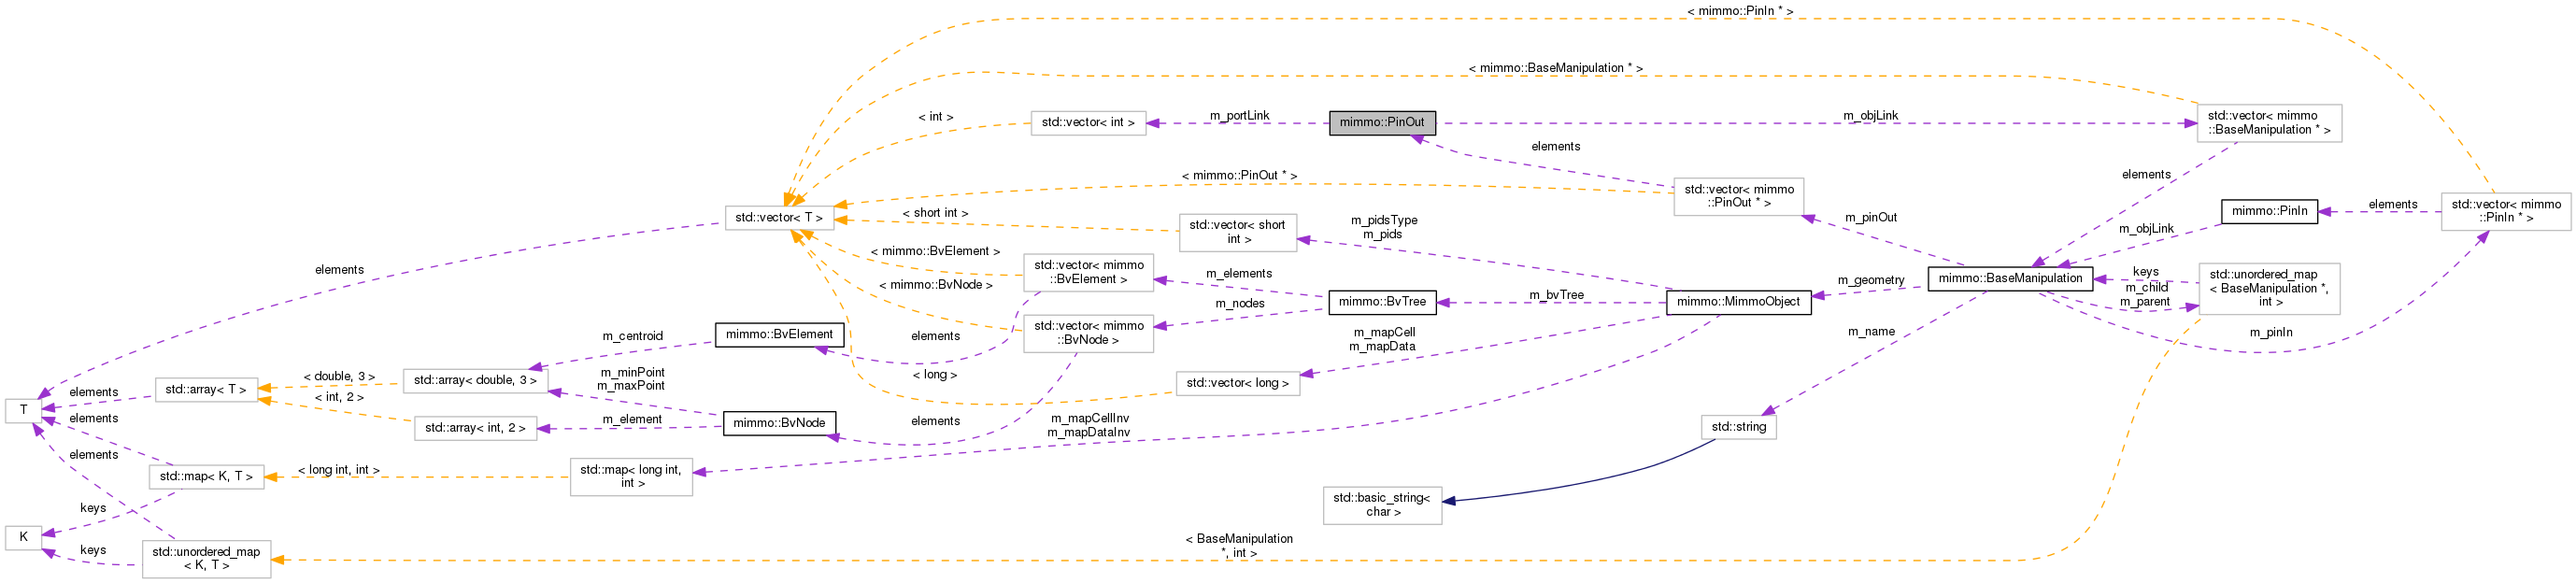 < mimmo::PinIn * >
< mimmo::BaseManipulation * >
< int >
std::vector< int >
m_portLink
mimmo::PinOut
m_objLink
std::vector< mimmo
::BaseManipulation * >
elements
< mimmo::PinOut * >
std::vector< mimmo
::PinOut * >
elements
std::vector< T >
< short int >
std::vector< short
int >
m_pidsType
m_pids
m_pinOut
m_objLink
mimmo::PinIn
elements
std::vector< mimmo
::PinIn * >
elements
< mimmo::BvElement >
std::vector< mimmo
::BvElement >
m_elements
< mimmo::BvNode >
m_nodes
mimmo::BvTree
m_bvTree
mimmo::MimmoObject
m_geometry
mimmo::BaseManipulation
keys
m_child
m_parent
std::unordered_map
< BaseManipulation *,
int >
std::vector< mimmo
::BvNode >
elements
m_mapCell
m_mapData
m_name
m_pinIn
mimmo::BvElement
m_centroid
std::array< double, 3 >
m_minPoint
m_maxPoint
< long >
std::vector< long >
< double, 3 >
std::array< T >
< int, 2 >
elements
T
elements
std::array< int, 2 >
m_element
mimmo::BvNode
elements
m_mapCellInv
m_mapDataInv
std::string
elements
std::map< K, T >
< long int, int >
std::map< long int,
int >
std::basic_string<
char >
keys
K
keys
std::unordered_map
< K, T >
< BaseManipulation
*, int >